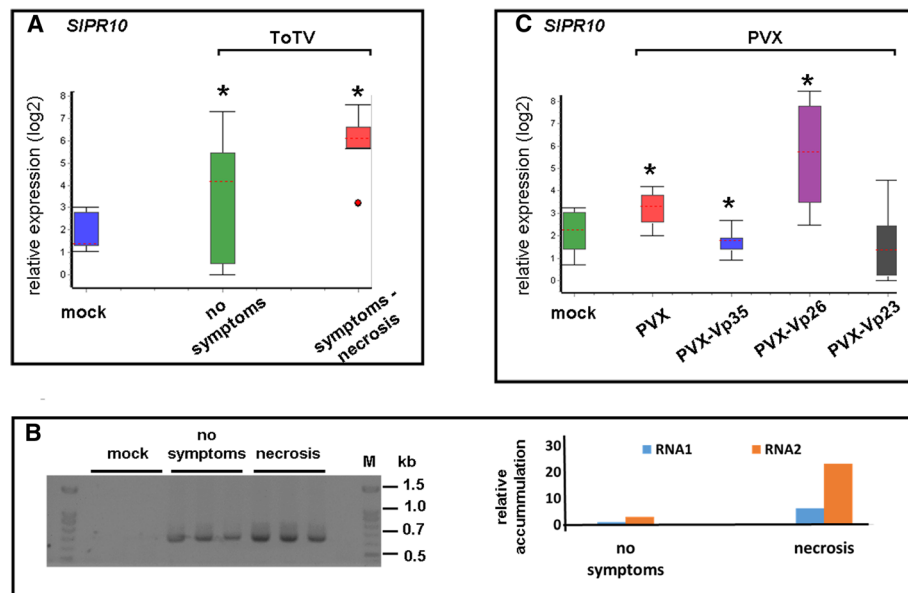 A SlPR10
ToTV
relative expression (log2)
8
7
6
5
4
3
2
1
0
* *
mock
no
symptoms
symptoms -
necrosis
C SlPR10
PVX
relative expression (log2)
8
7
6
5
4
3
2
1
0
* * * *
mock
PVX
PVX-Vp35
PVX-Vp26
PVX-Vp23
B
mock
no
symptoms
necrosis
M kb
1.5
1.0
0.7
0.5
relative
accummulation
30
20
10
0
RNA1 RNA2
no
symptoms
necrosis